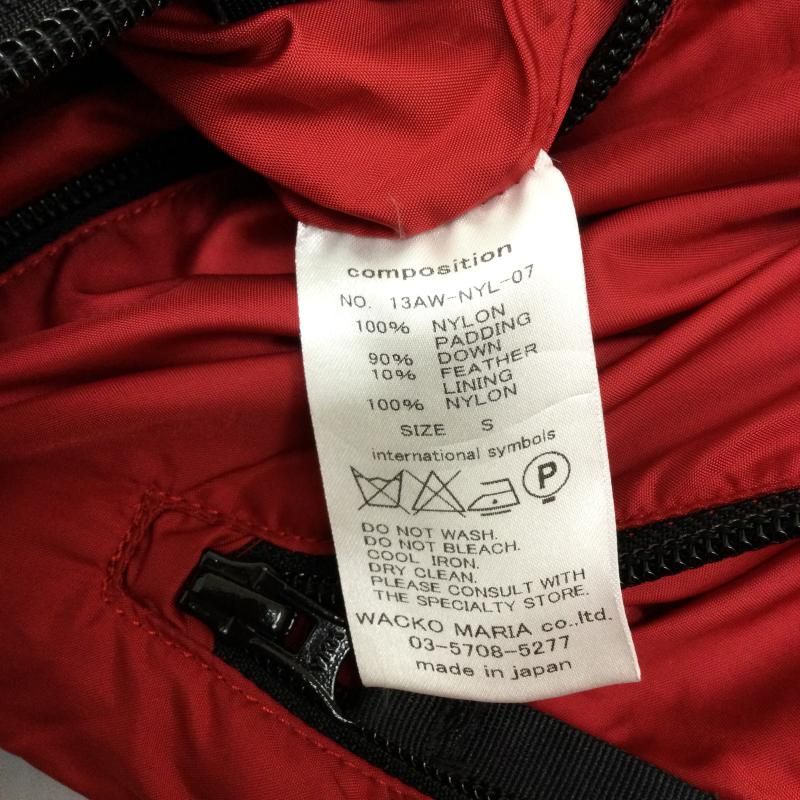 composition
NO. 13AW-NYL-07
100% NYLON
PADDING
90% DOWN
10% FEATHER
LINING
100% NYLON
SIZE S
international symbols
P
DO NOT WASH.
DO NOT BLEACH.
COOL IRON.
DRY CLEAN.
PLEASE CONSULT WITH
THE SPECIALTY STORE.
WACKO MARIA co.,ltd.
03-5708-5277
made in japan